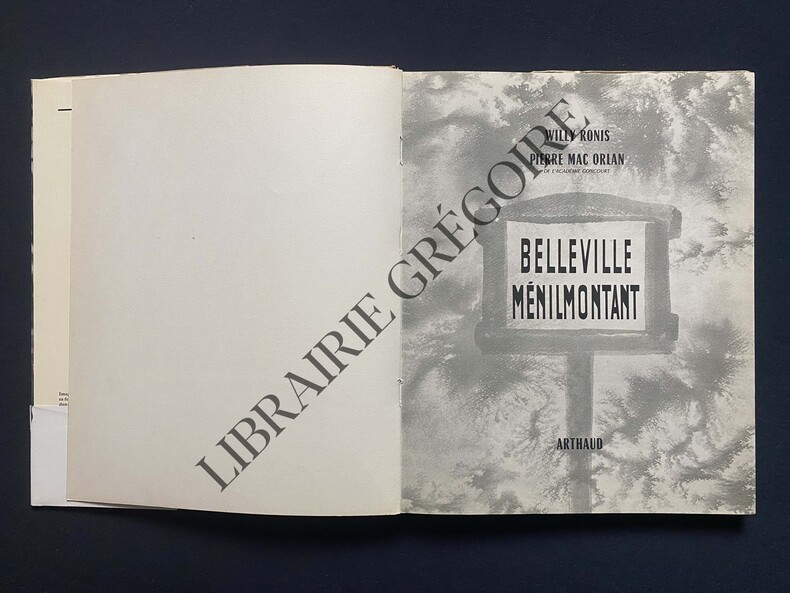 WILLY RONIS
PIERRE MAC ORLAN
DE L'ACADÉMIE GONCOURT
BELLEVILLE
MÉNILMONTANT
ARTHAUD
LIBRAIRIE GRÉGOIRE